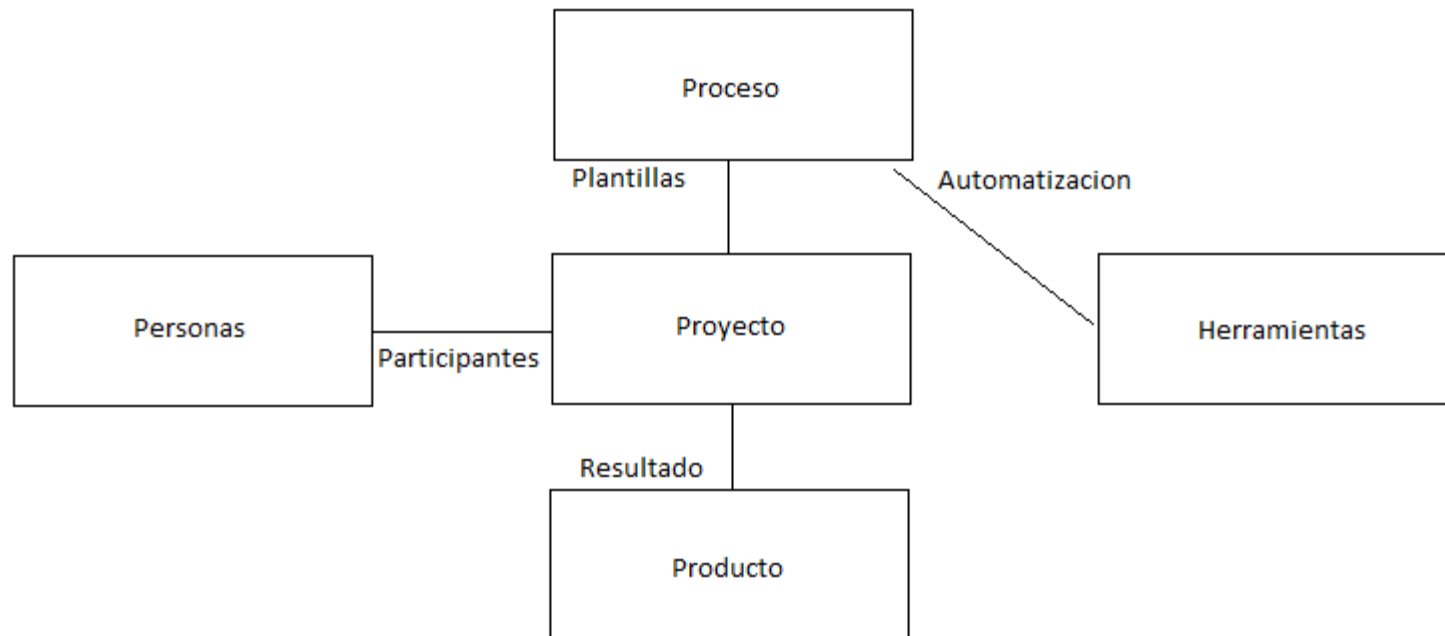 Proceso
Plantillas
Automatizacion
Personas
Proyecto
Herramientas
Participantes
Resultado
Producto